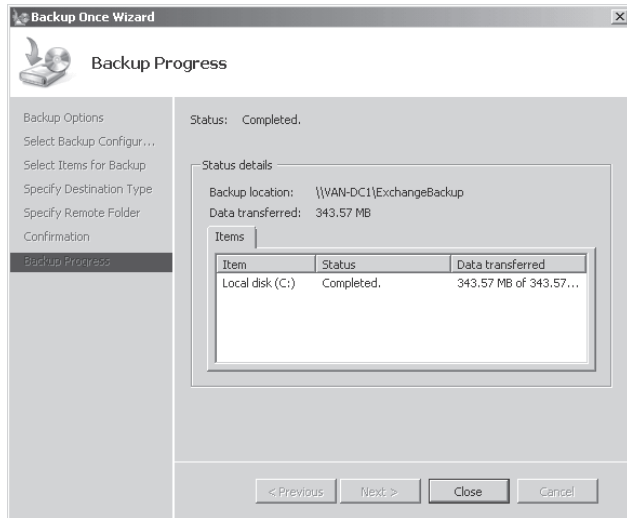 Backup Once Wizard
Backup Progress
Backup Options
Select Backup Configur...
Select Items for Backup
Specify Destination Type
Specify Remote Folder
Confirmation
Backup Progress
Status: Completed.
Status details
Backup location: \\VAN-DC1\ExchangeBackup
Data transferred: 343.57 MB
Items
Item Status Data transferred
Local disk (C:) Completed. 343.57 MB of 343.57...
< Previous Next > Close Cancel